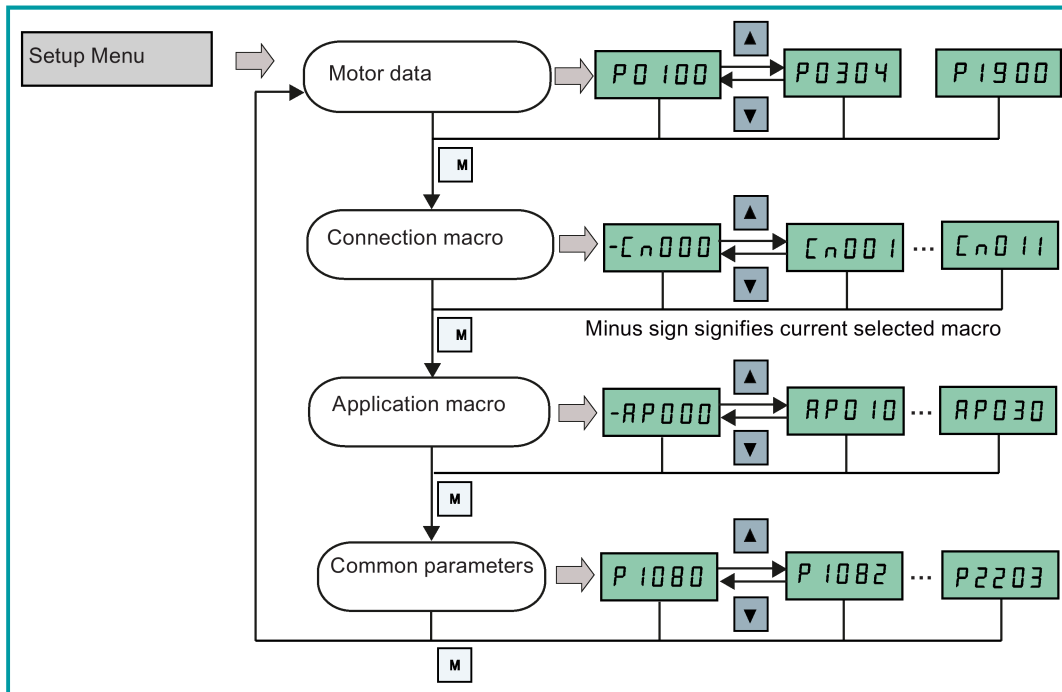 Setup Menu
Motor data
▲
P0100
P0304
P1900
▼
M
Connection macro
▲
-Cn000
Cn001
...
Cn011
▼
M
Minus sign signifies current selected macro
Application macro
▲
-AP000
AP010
...
AP030
▼
M
Common parameters
▲
P1080
P1082
...
P2203
▼
M